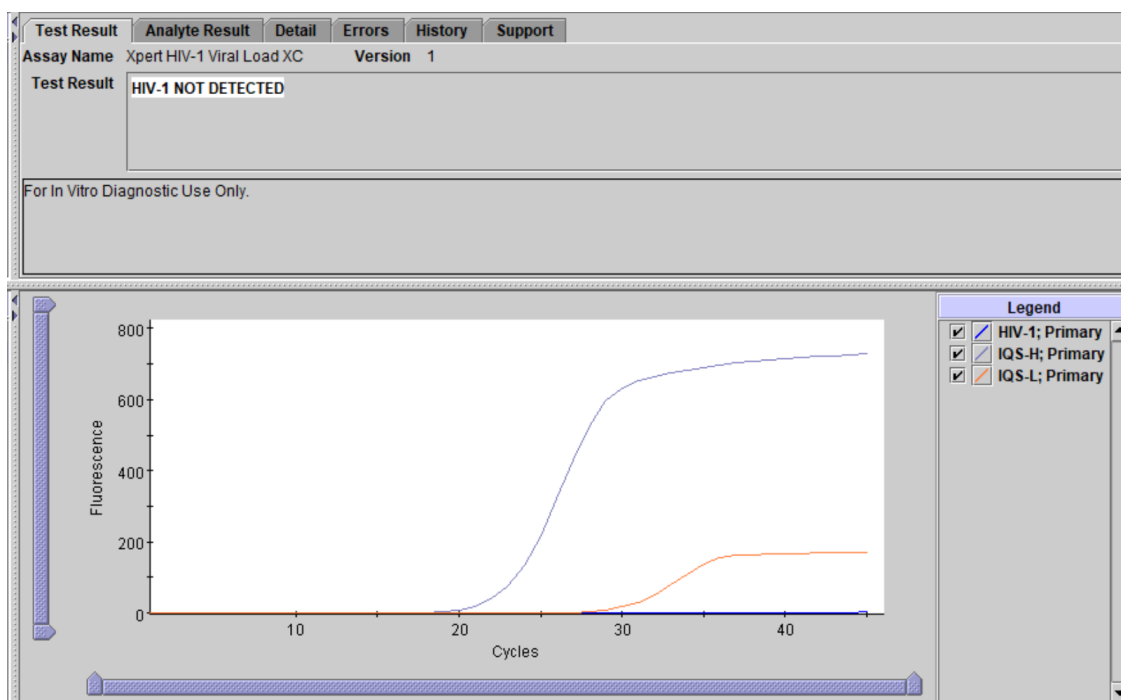 Test Result Analyte Result Detail Errors History Support
Assay Name Xpert HIV-1 Viral Load XC Version 1
Test Result HIV-1 NOT DETECTED
For In Vitro Diagnostic Use Only.
Legend
HIV-1; Primary
IQS-H; Primary
IQS-L; Primary
800
600
400
200
0
Fluorescence
10 20 30 40
Cycles